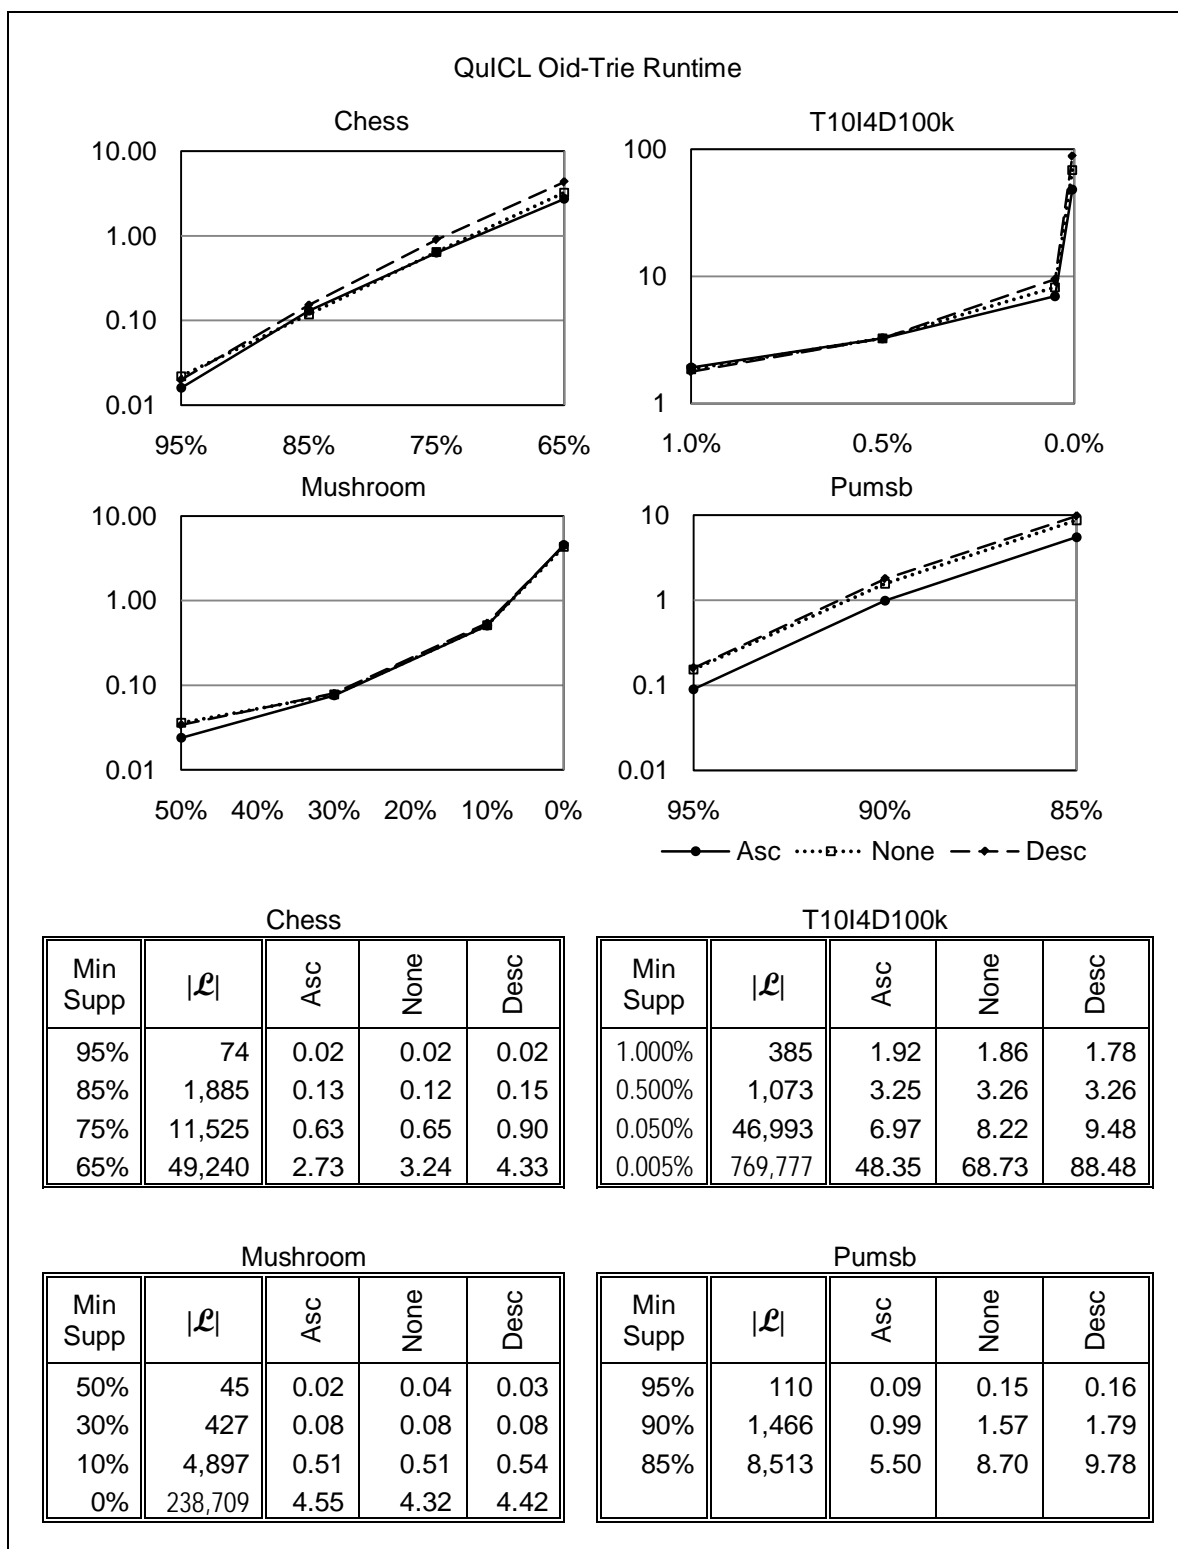 QuICL Oid-Trie Runtime
Chess
10.00
1.00
0.10
0.01
95% 85% 75% 65%
T10I4D100k
100
10
1
1.0% 0.5% 0.0%
Mushroom
10.00
1.00
0.10
0.01
50% 40% 30% 20% 10% 0%
Pumsb
10
1
0.1
0.01
95% 90% 85%
Asc None Desc
Chess
Min Supp |ℒ| Asc None Desc
95% 74 0.02 0.02 0.02
85% 1,885 0.13 0.12 0.15
75% 11,525 0.63 0.65 0.90
65% 49,240 2.73 3.24 4.33
T10I4D100k
Min Supp |ℒ| Asc None Desc
1.000% 385 1.92 1.86 1.78
0.500% 1,073 3.25 3.26 3.26
0.050% 46,993 6.97 8.22 9.48
0.005% 769,777 48.35 68.73 88.48
Mushroom
Min Supp |ℒ| Asc None Desc
50% 45 0.02 0.04 0.03
30% 427 0.08 0.08 0.08
10% 4,897 0.51 0.51 0.54
0% 238,709 4.55 4.32 4.42
Pumsb
Min Supp |ℒ| Asc None Desc
95% 110 0.09 0.15 0.16
90% 1,466 0.99 1.57 1.79
85% 8,513 5.50 8.70 9.78